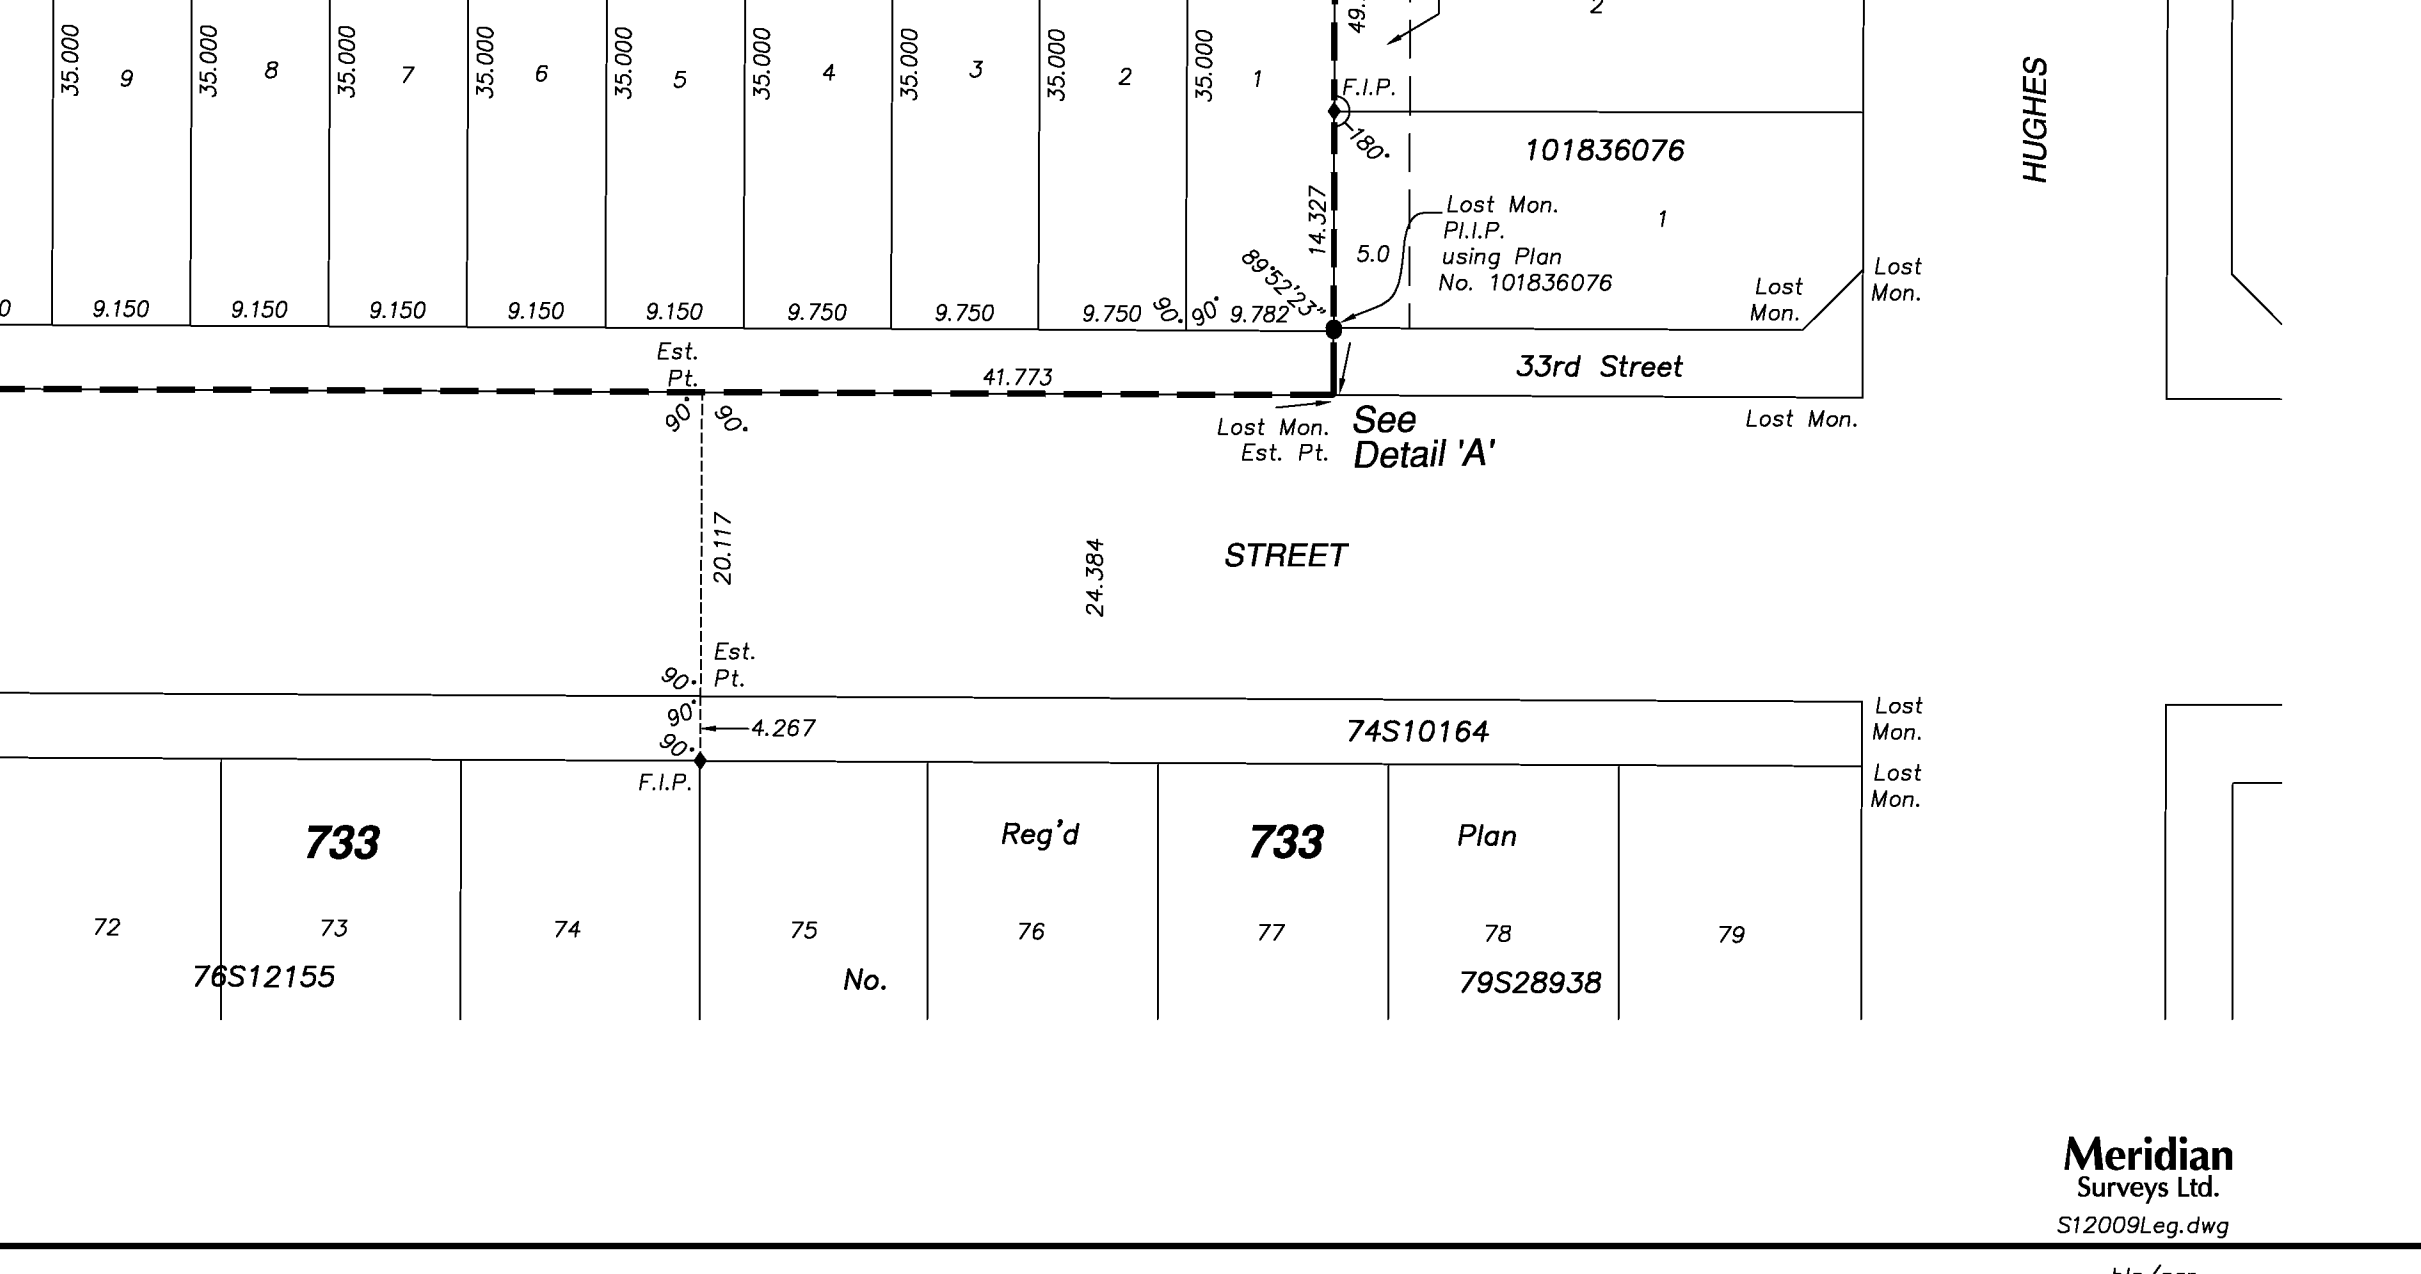 2
49.
HUGHES
35.000 9 35.000 8 35.000 7 35.000 6 35.000 5 35.000 4 35.000 3 35.000 2 35.000 1
F.I.P.
180°
101836076
14.327
Lost Mon.
Pl.I.P.
using Plan
No. 101836076
1
5.0
89°52'23"
Lost
Mon.
Lost
Mon.
0 9.150 9.150 9.150 9.150 9.150 9.750 9.750 9.750 90° 90° 9.782
Est.
Pt.
41.773
33rd Street
90° 90°
Lost Mon.
Est. Pt.
See
Detail 'A'
Lost Mon.
20.117
24.384
STREET
Est.
Pt.
90°
90°
90°
4.267
74S10164
Lost
Mon.
F.I.P.
Lost
Mon.
733 Reg'd 733 Plan
72 73 74 75 76 77 78 79
76S12155 No. 79S28938
Meridian
Surveys Ltd.
S12009Leg.dwg